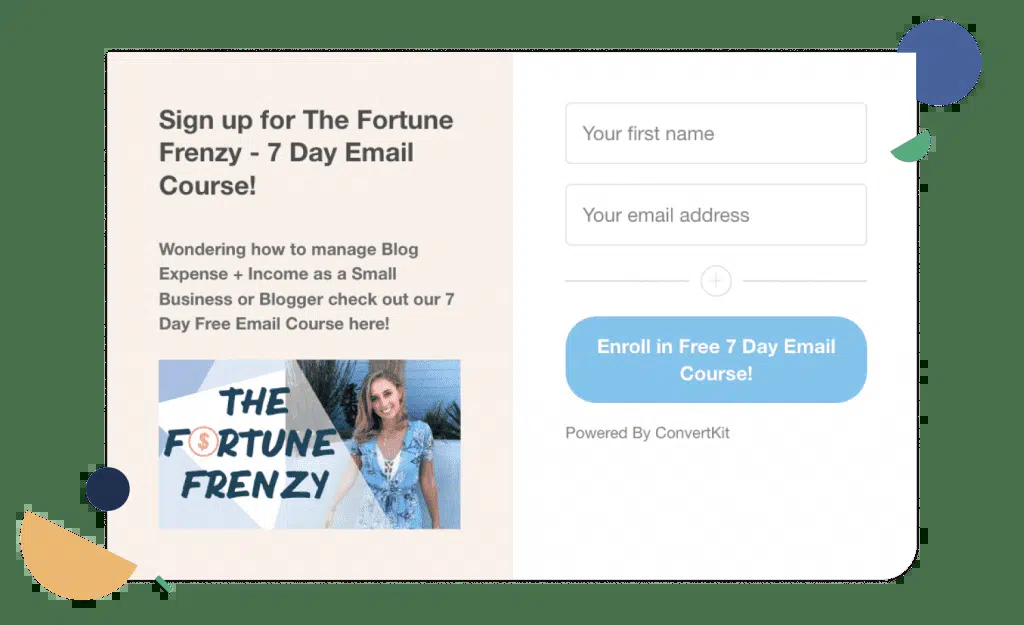 Sign up for The Fortune
Frenzy - 7 Day Email
Course!
Wondering how to manage Blog
Expense + Income as a Small
Business or Blogger check out our 7
Day Free Email Course here!
THE
F$RTUNE
FRENZY
Your first name
Your email address
Enroll in Free 7 Day Email
Course!
Powered By ConvertKit